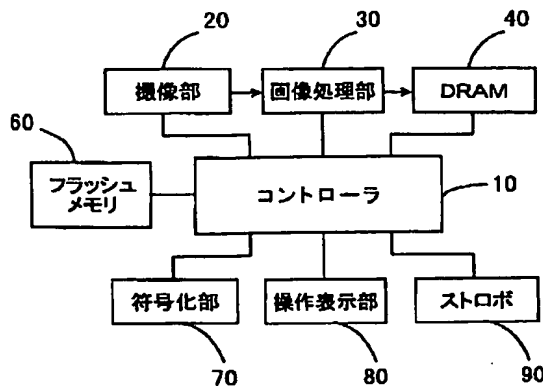 20
30
40
撮像部
画像処理部
DRAM
60
フラッシュ
メモリ
コントローラ
10
符号化部
操作表示部
ストロボ
70
80
90